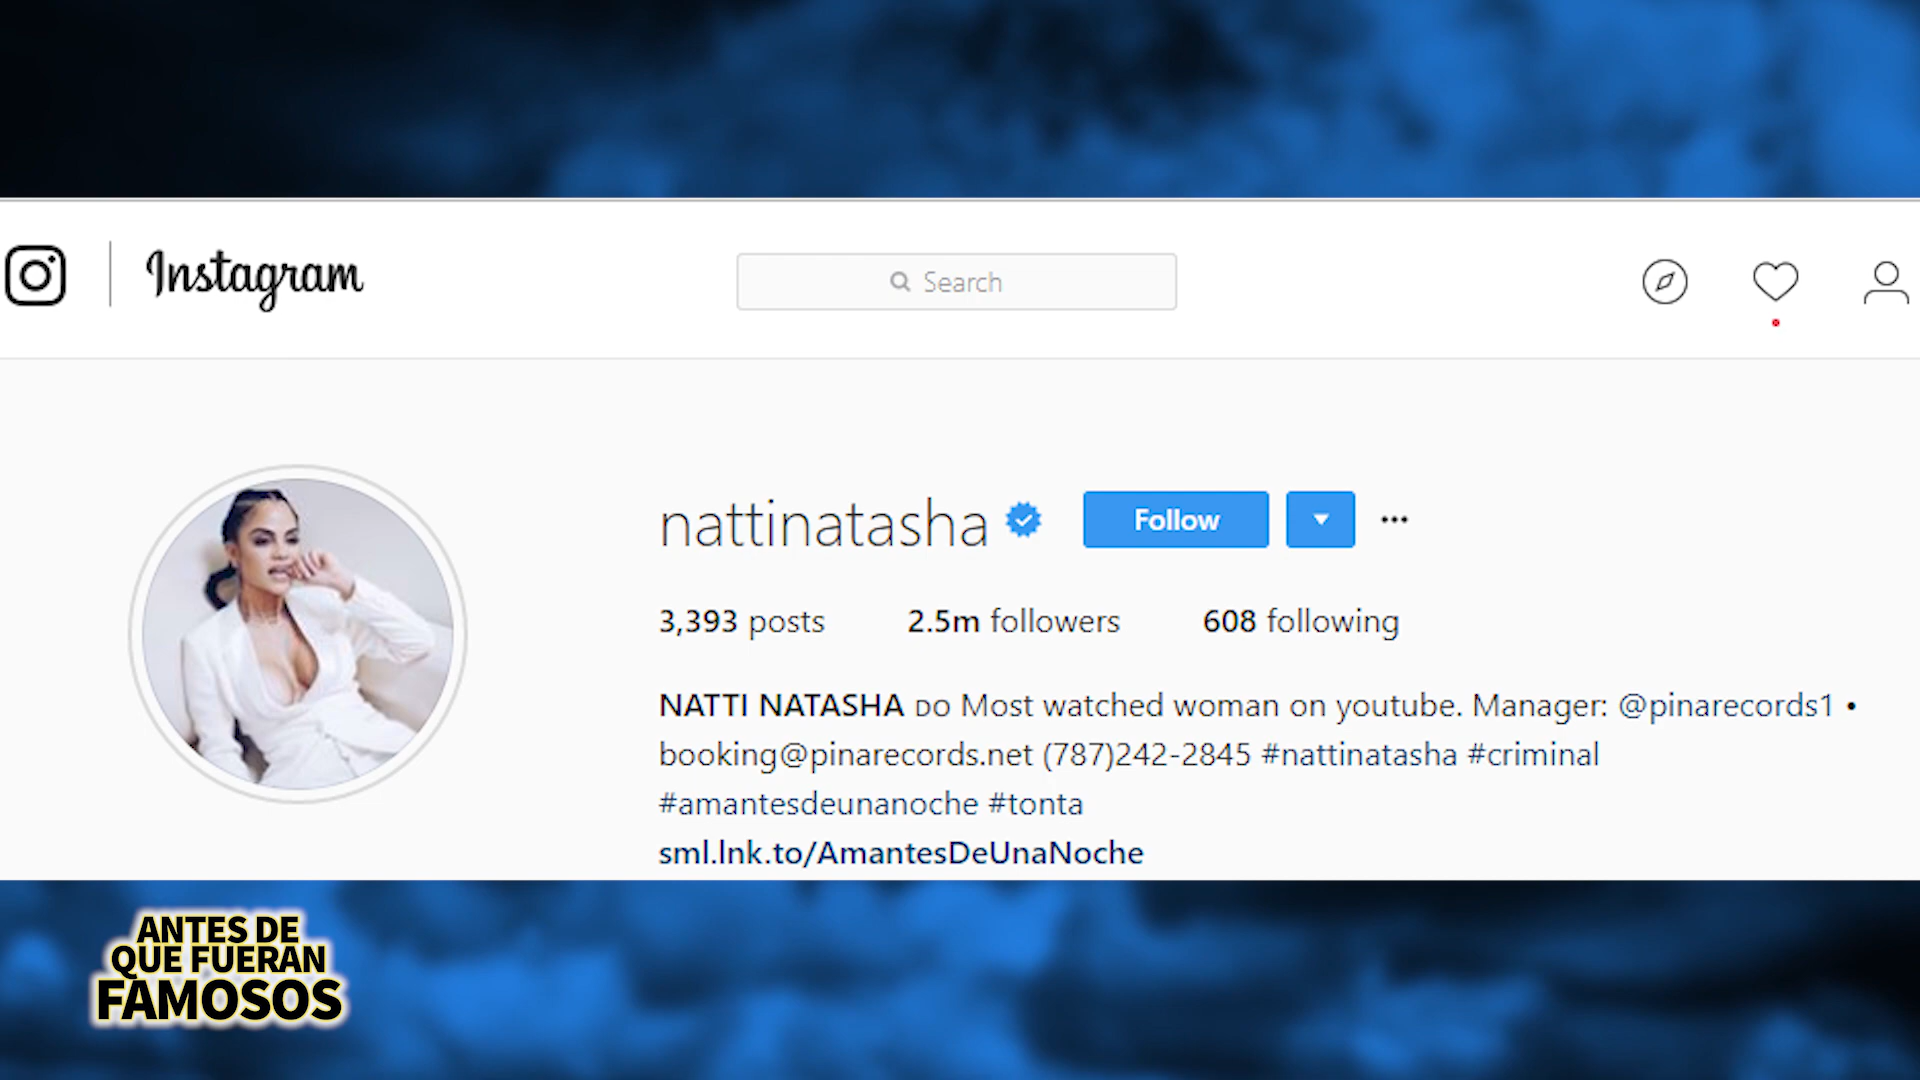 Instagram
Search
nattinatasha
Follow
3,393 posts 2.5m followers 608 following
NATTI NATASHA DO Most watched woman on youtube. Manager: @pinarecords1 •
booking@pinarecords.net (787)242-2845 #nattinatasha #criminal
#amantesdeunanoche #tonta
sml.lnk.to/AmantesDeUnaNoche
ANTES DE
QUE FUERAN
FAMOSOS